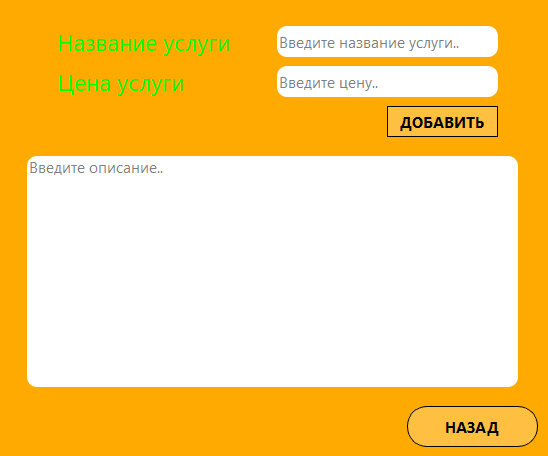 Название услуги
Введите название услуги..
Цена услуги
Введите цену..
ДОБАВИТЬ
Введите описание..
НАЗАД